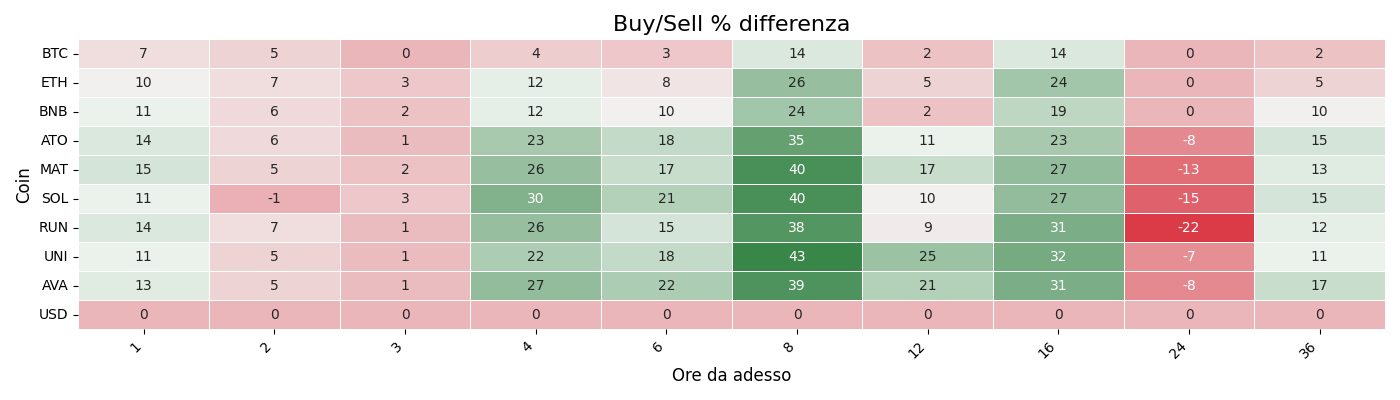 Buy/Sell % differenza
Coin
BTC 7 5 0 4 3 14 2 14 0 2
ETH 10 7 3 12 8 26 5 24 0 5
BNB 11 6 2 12 10 24 2 19 0 10
ATO 14 6 1 23 18 35 11 23 -8 15
MAT 15 5 2 26 17 40 17 27 -13 13
SOL 11 -1 3 30 21 40 10 27 -15 15
RUN 14 7 1 26 15 38 9 31 -22 12
UNI 11 5 1 22 18 43 25 32 -7 11
AVA 13 5 1 27 22 39 21 31 -8 17
USD 0 0 0 0 0 0 0 0 0 0
1 2 3 4 6 8 12 16 24 36
Ore da adesso